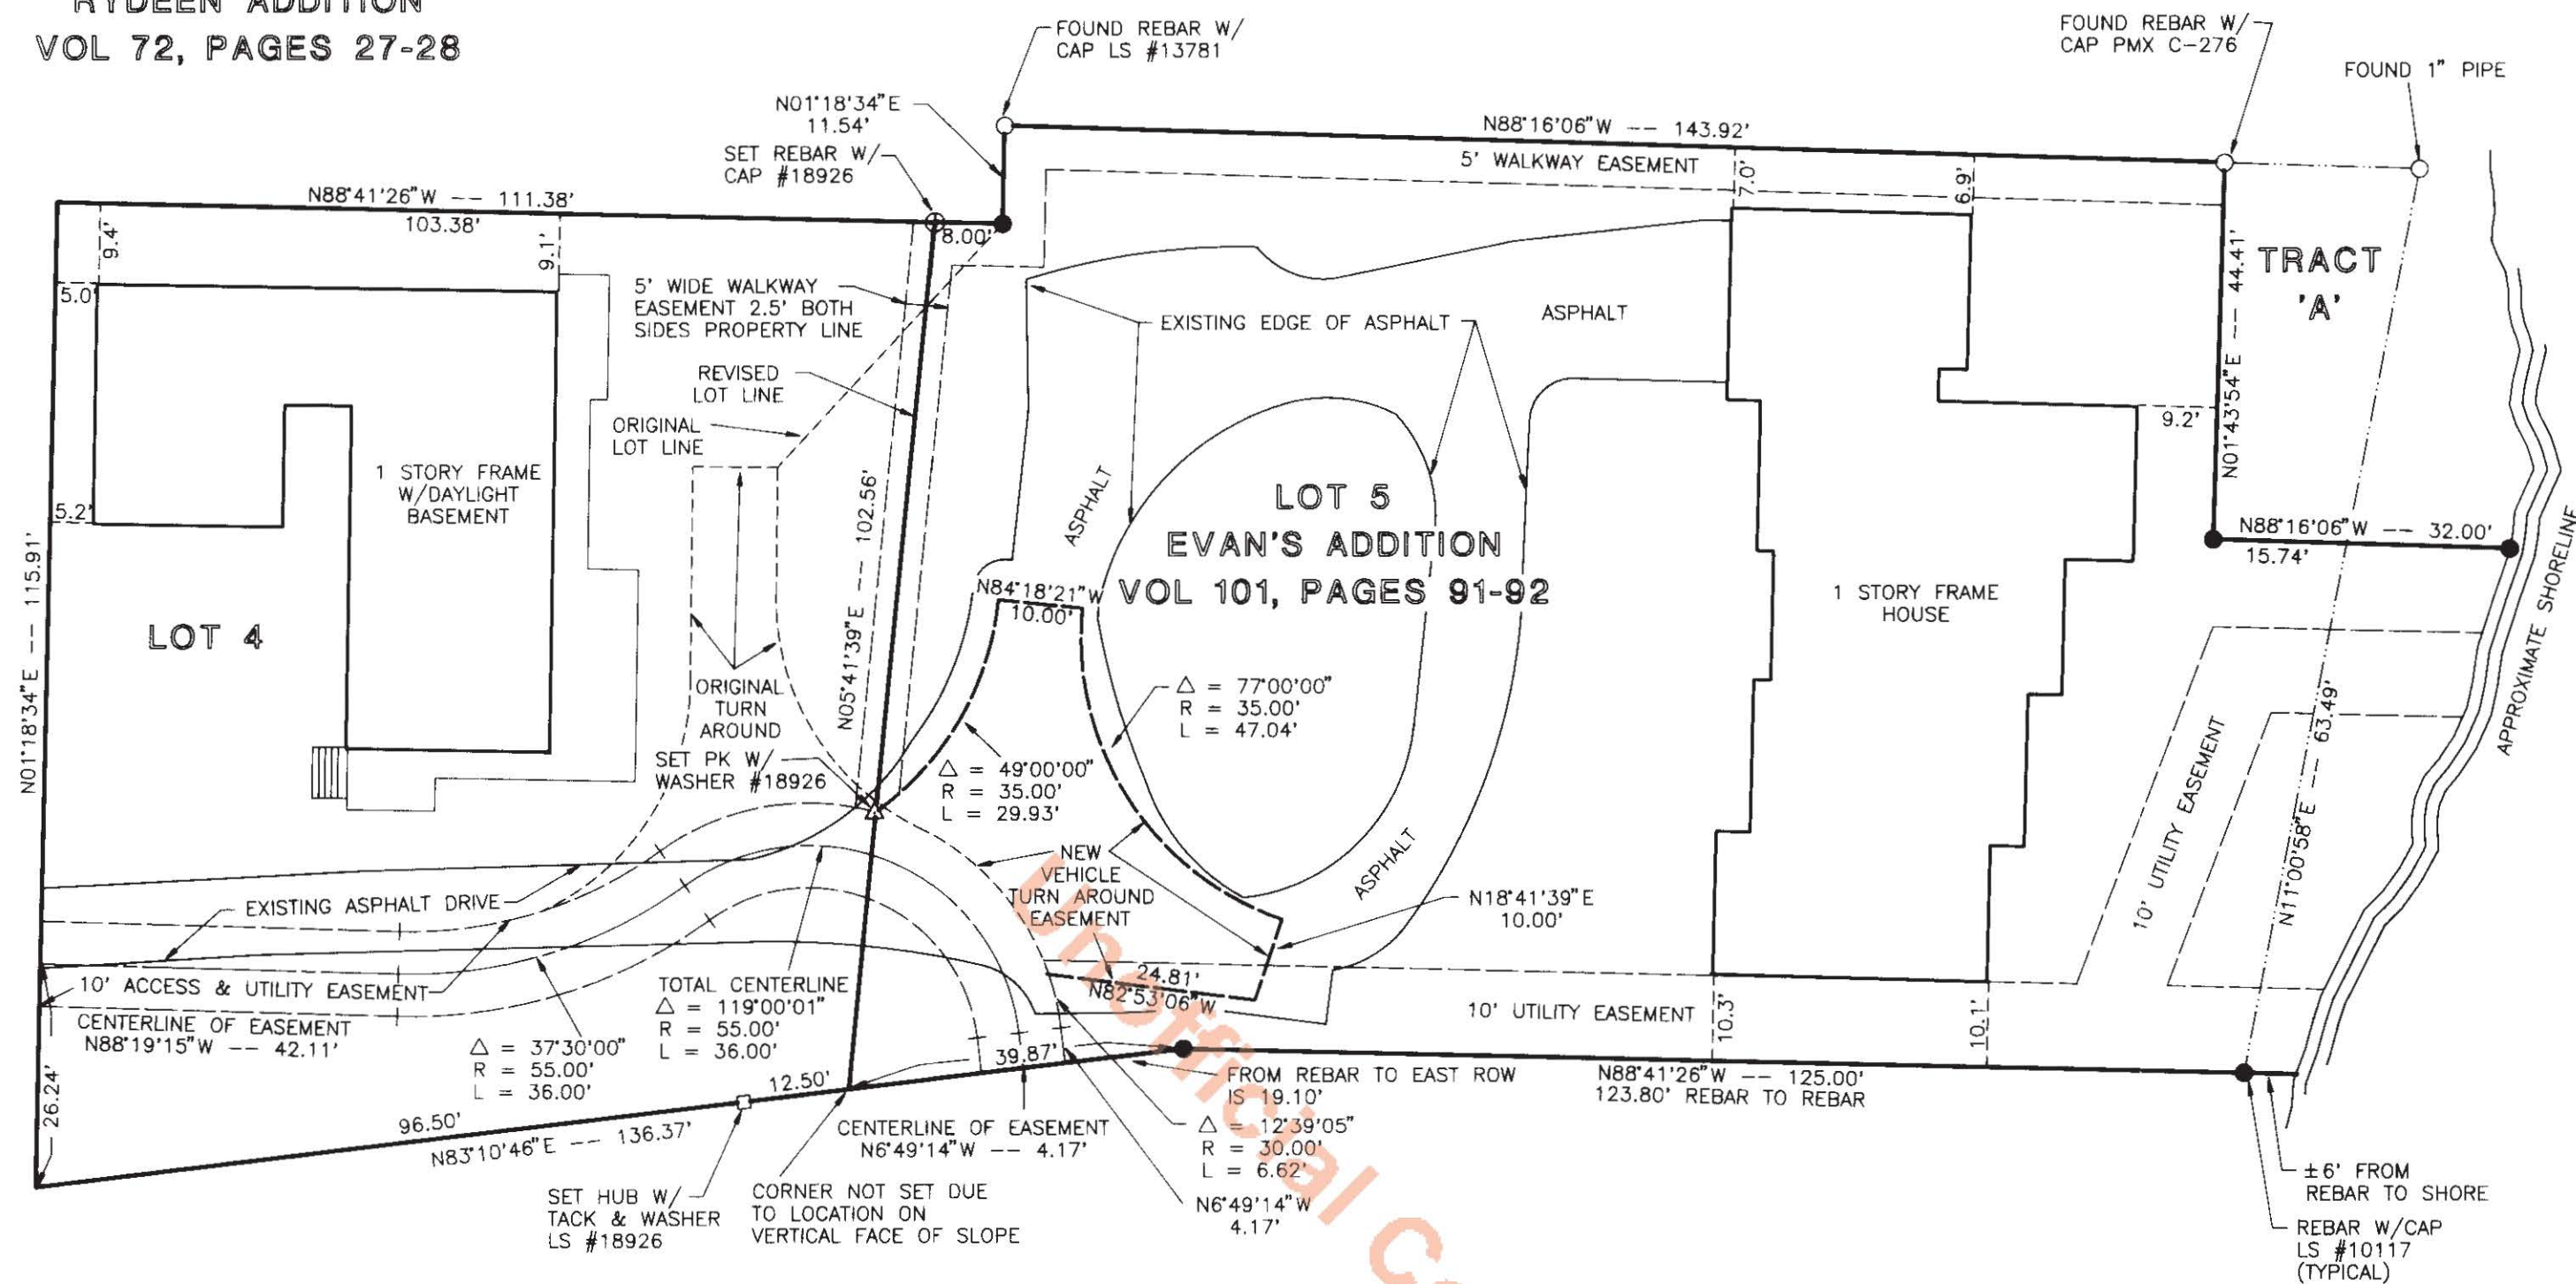 RYDEEN ADDITION
VOL 72, PAGES 27-28
FOUND REBAR W/
CAP LS #13781
FOUND REBAR W/
CAP PMX C-276
FOUND 1" PIPE
N01°18'34"E
11.54'
SET REBAR W/
CAP #18926
N88°16'06"W -- 143.92'
5' WALKWAY EASEMENT
7.0'
6.9'
N88°41'26"W -- 111.38'
103.38'
8.00'
9.4'
9.1'
5.0'
5.2'
5' WIDE WALKWAY
EASEMENT 2.5' BOTH
SIDES PROPERTY LINE
REVISED
LOT LINE
ORIGINAL
LOT LINE
EXISTING EDGE OF ASPHALT
ASPHALT
TRACT
'A'
N01°43'54"E -- 44.41'
9.2'
1 STORY FRAME
W/DAYLIGHT
BASEMENT
N05°41'39"E -- 102.56'
ASPHALT
LOT 5
EVAN'S ADDITION
VOL 101, PAGES 91-92
N88°16'06"W -- 32.00'
15.74'
N01°18'34"E -- 115.91'
LOT 4
N84°18'21"W
10.00'
1 STORY FRAME
HOUSE
APPROXIMATE SHORELINE
ORIGINAL
TURN
AROUND
△ = 77°00'00"
R = 35.00'
L = 47.04'
SET PK W/
WASHER #18926
△ = 49°00'00"
R = 35.00'
L = 29.93'
N11°00'58"E -- 63.49'
10' UTILITY EASEMENT
ASPHALT
NEW
VEHICLE
TURN AROUND
EASEMENT
N18°41'39"E
10.00'
EXISTING ASPHALT DRIVE
10' ACCESS & UTILITY EASEMENT
TOTAL CENTERLINE
△ = 119°00'01"
R = 55.00'
L = 36.00'
24.81'
N82°53'06"W
10' UTILITY EASEMENT
10.3'
10.1'
CENTERLINE OF EASEMENT
N88°19'15"W -- 42.11'
△ = 37°30'00"
R = 55.00'
L = 36.00'
26.24'
12.50'
39.87'
FROM REBAR TO EAST ROW
IS 19.10'
N88°41'26"W -- 125.00'
123.80' REBAR TO REBAR
96.50'
N83°10'46"E -- 136.37'
CENTERLINE OF EASEMENT
N6°49'14"W -- 4.17'
△ = 12°39'05"
R = 30.00'
L = 6.62'
N6°49'14"W
4.17'
SET HUB W/
TACK & WASHER
LS #18926
CORNER NOT SET DUE
TO LOCATION ON
VERTICAL FACE OF SLOPE
±6' FROM
REBAR TO SHORE
REBAR W/CAP
LS #10117
(TYPICAL)
Unofficial